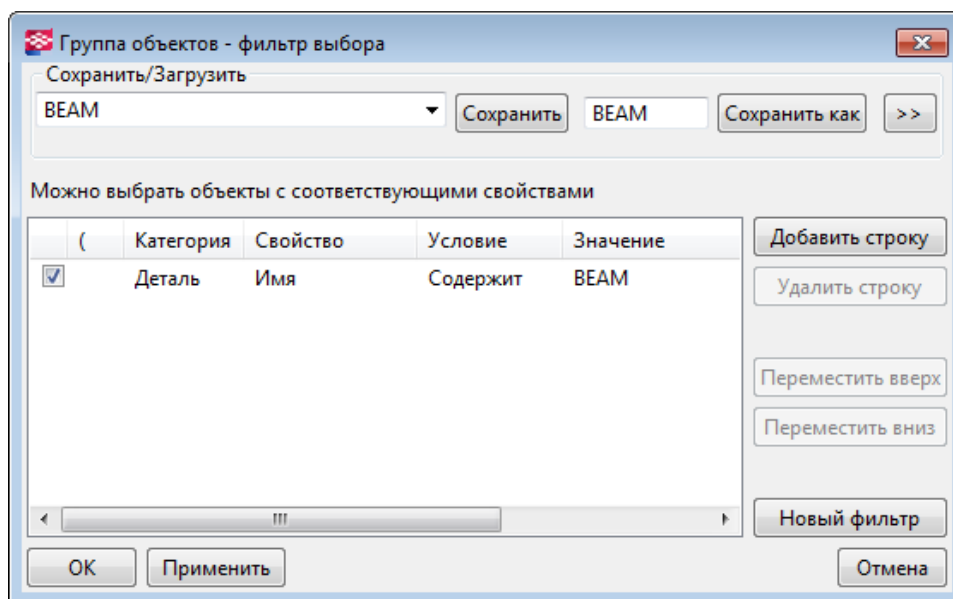 Группа объектов - фильтр выбора
Сохранить/Загрузить
BEAM Сохранить BEAM Сохранить как >>
Можно выбрать объекты с соответствующими свойствами
( Категория Свойство Условие Значение
Деталь Имя Содержит BEAM
Добавить строку
Удалить строку
Переместить вверх
Переместить вниз
Новый фильтр
OK Применить Отмена